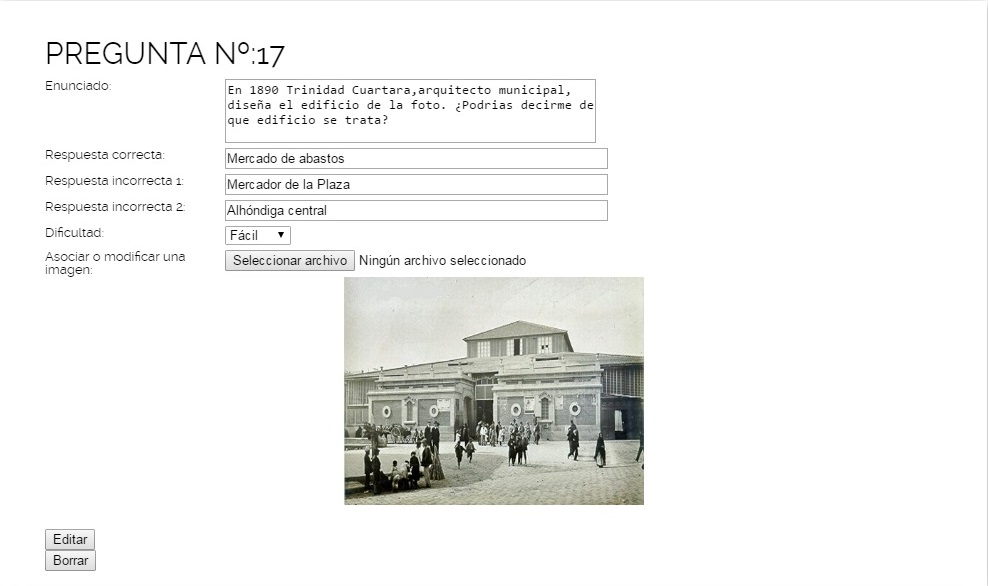 PREGUNTA Nº:17
Enunciado:
En 1890 Trinidad Cuartara,arquitecto municipal,
diseña el edificio de la foto. ¿Podrias decirme de
que edificio se trata?
Respuesta correcta:
Mercado de abastos
Respuesta incorrecta 1:
Mercador de la Plaza
Respuesta incorrecta 2:
Alhóndiga central
Dificultad:
Fácil
Asociar o modificar una
imagen:
Seleccionar archivo Ningún archivo seleccionado
Editar
Borrar